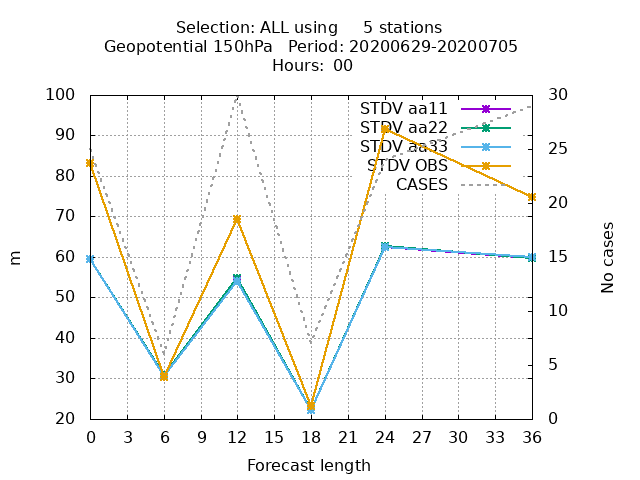 Selection: ALL using     5 stations
Geopotential 150hPa   Period: 20200629-20200705
Hours:  00
100
90
80
70
60
50
40
30
20
m
STDV aa11
STDV aa22
STDV aa33
STDV OBS
CASES
30
25
20
15
10
5
0
No cases
0 3 6 9 12 15 18 21 24 27 30 33 36
Forecast length